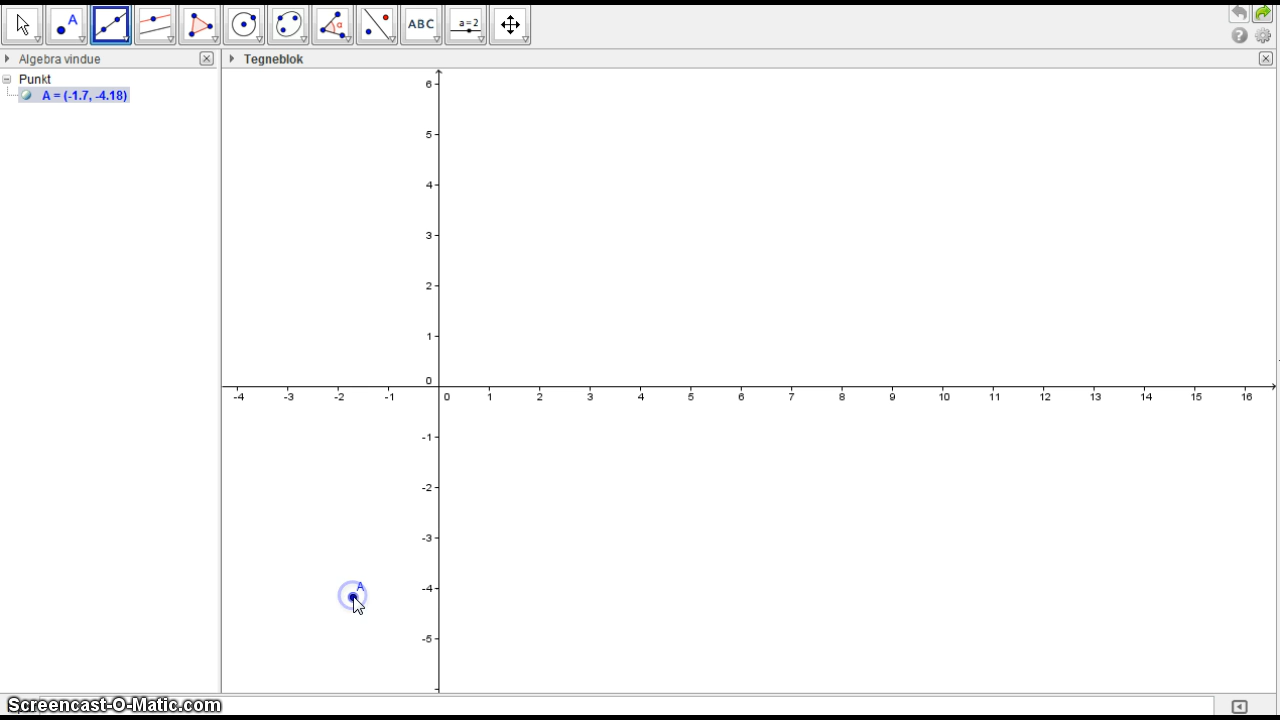 A
α
ABC
a=2
Algebra vindue
Tegneblok
Punkt
A = (-1.7, -4.18)
6
5
4
3
2
1
0
-4 -3 -2 -1 0 1 2 3 4 5 6 7 8 9 10 11 12 13 14 15 16
-1
-2
-3
-4
-5
A
Screencast-O-Matic.com